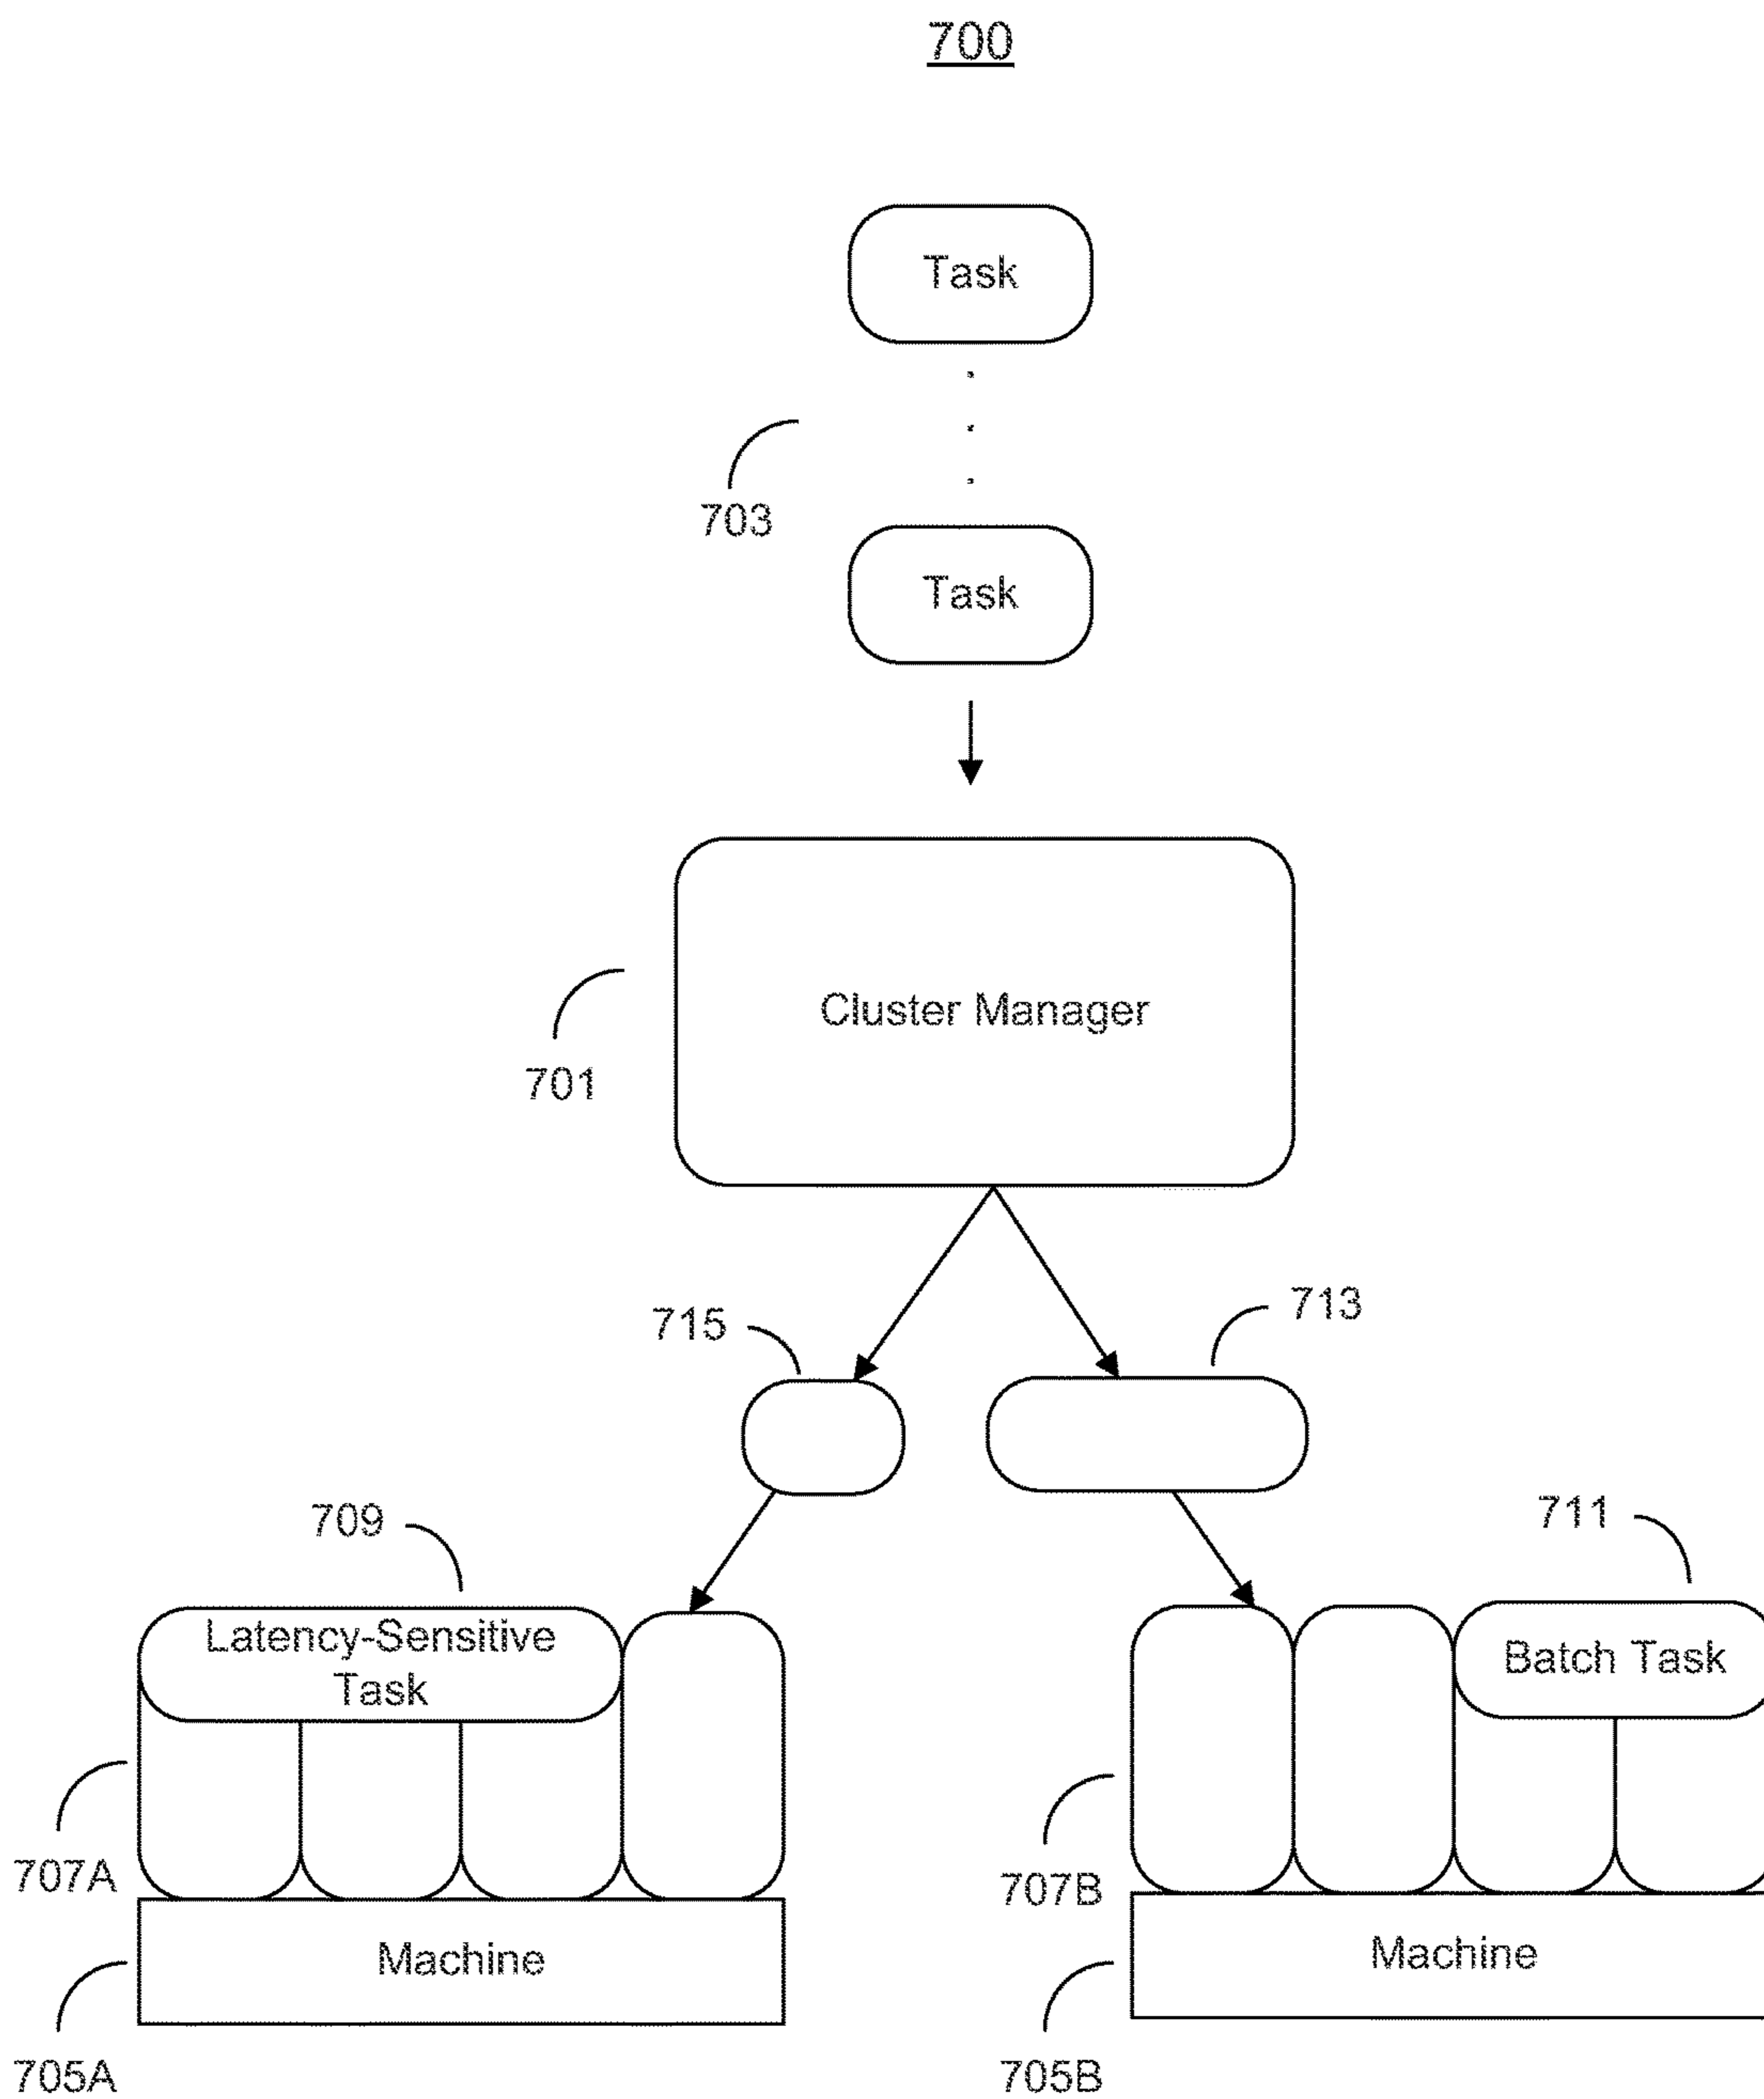 700
Task
703
Task
Cluster Manager
701
715
713
709
711
Latency-Sensitive
Task
Batch Task
707A
707B
Machine
Machine
705A
705B